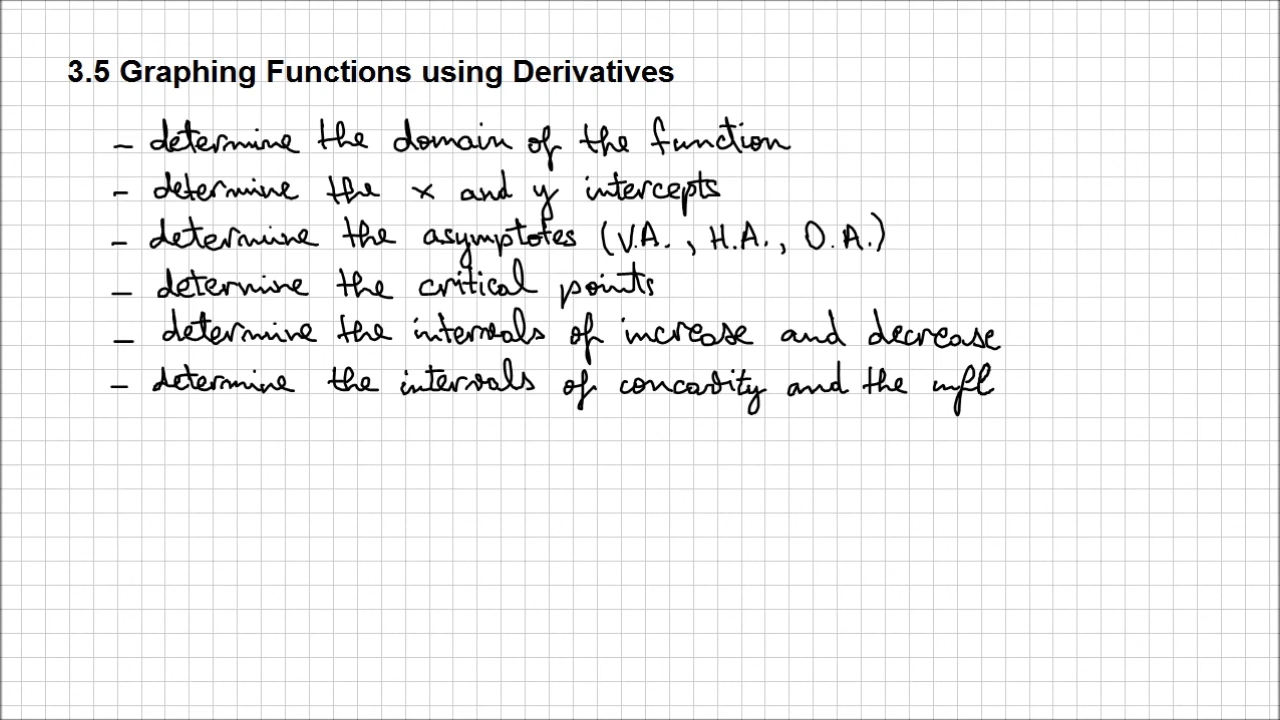 3.5 Graphing Functions using Derivatives
- determine the domain of the function
- determine the x and y intercepts
- determine the asymptotes (V.A., H.A., O.A.)
- determine the critical points
- determine the intervals of increase and decrease
- determine the intervals of concavity and the infl